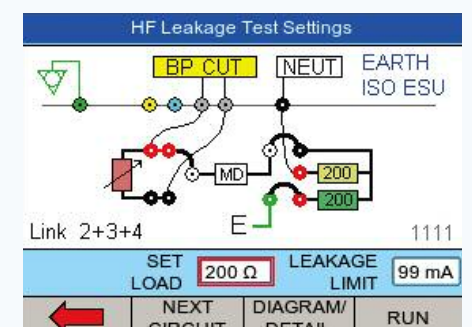 HF Leakage Test Settings
BP CUT NEUT EARTH
ISO ESU
MD 200
200
E
Link 2+3+4 1111
SET LOAD 200 Ω LEAKAGE LIMIT 99 mA
NEXT CIRCUIT DIAGRAM/ DETAIL RUN